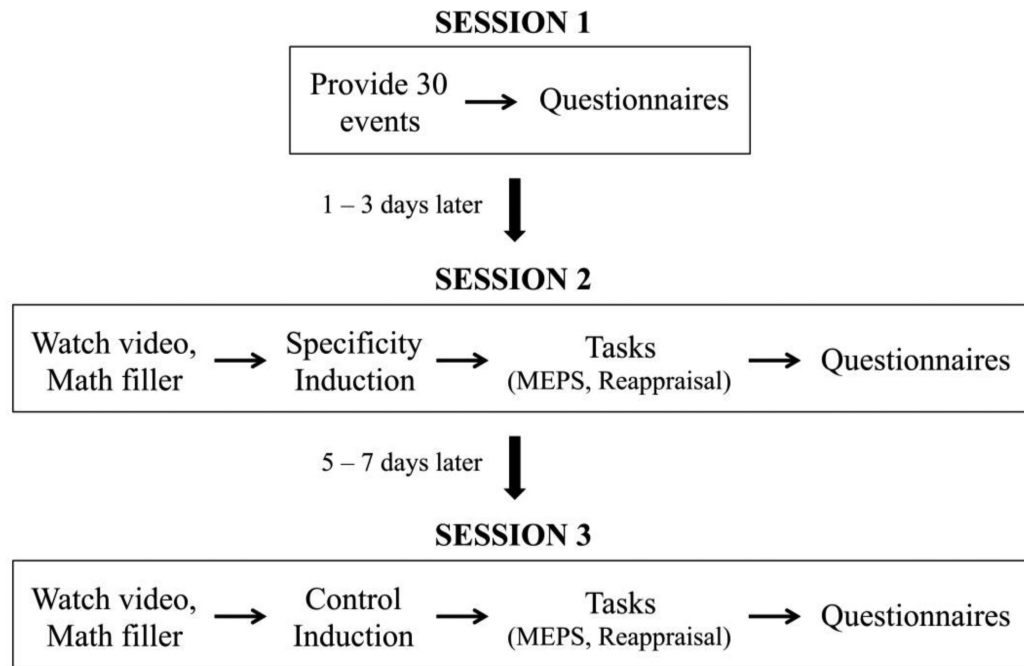 SESSION 1
Provide 30
events
Questionnaires
1 – 3 days later
SESSION 2
Watch video,
Math filler
Specificity
Induction
Tasks
(MEPS, Reappraisal)
Questionnaires
5 – 7 days later
SESSION 3
Watch video,
Math filler
Control
Induction
Tasks
(MEPS, Reappraisal)
Questionnaires